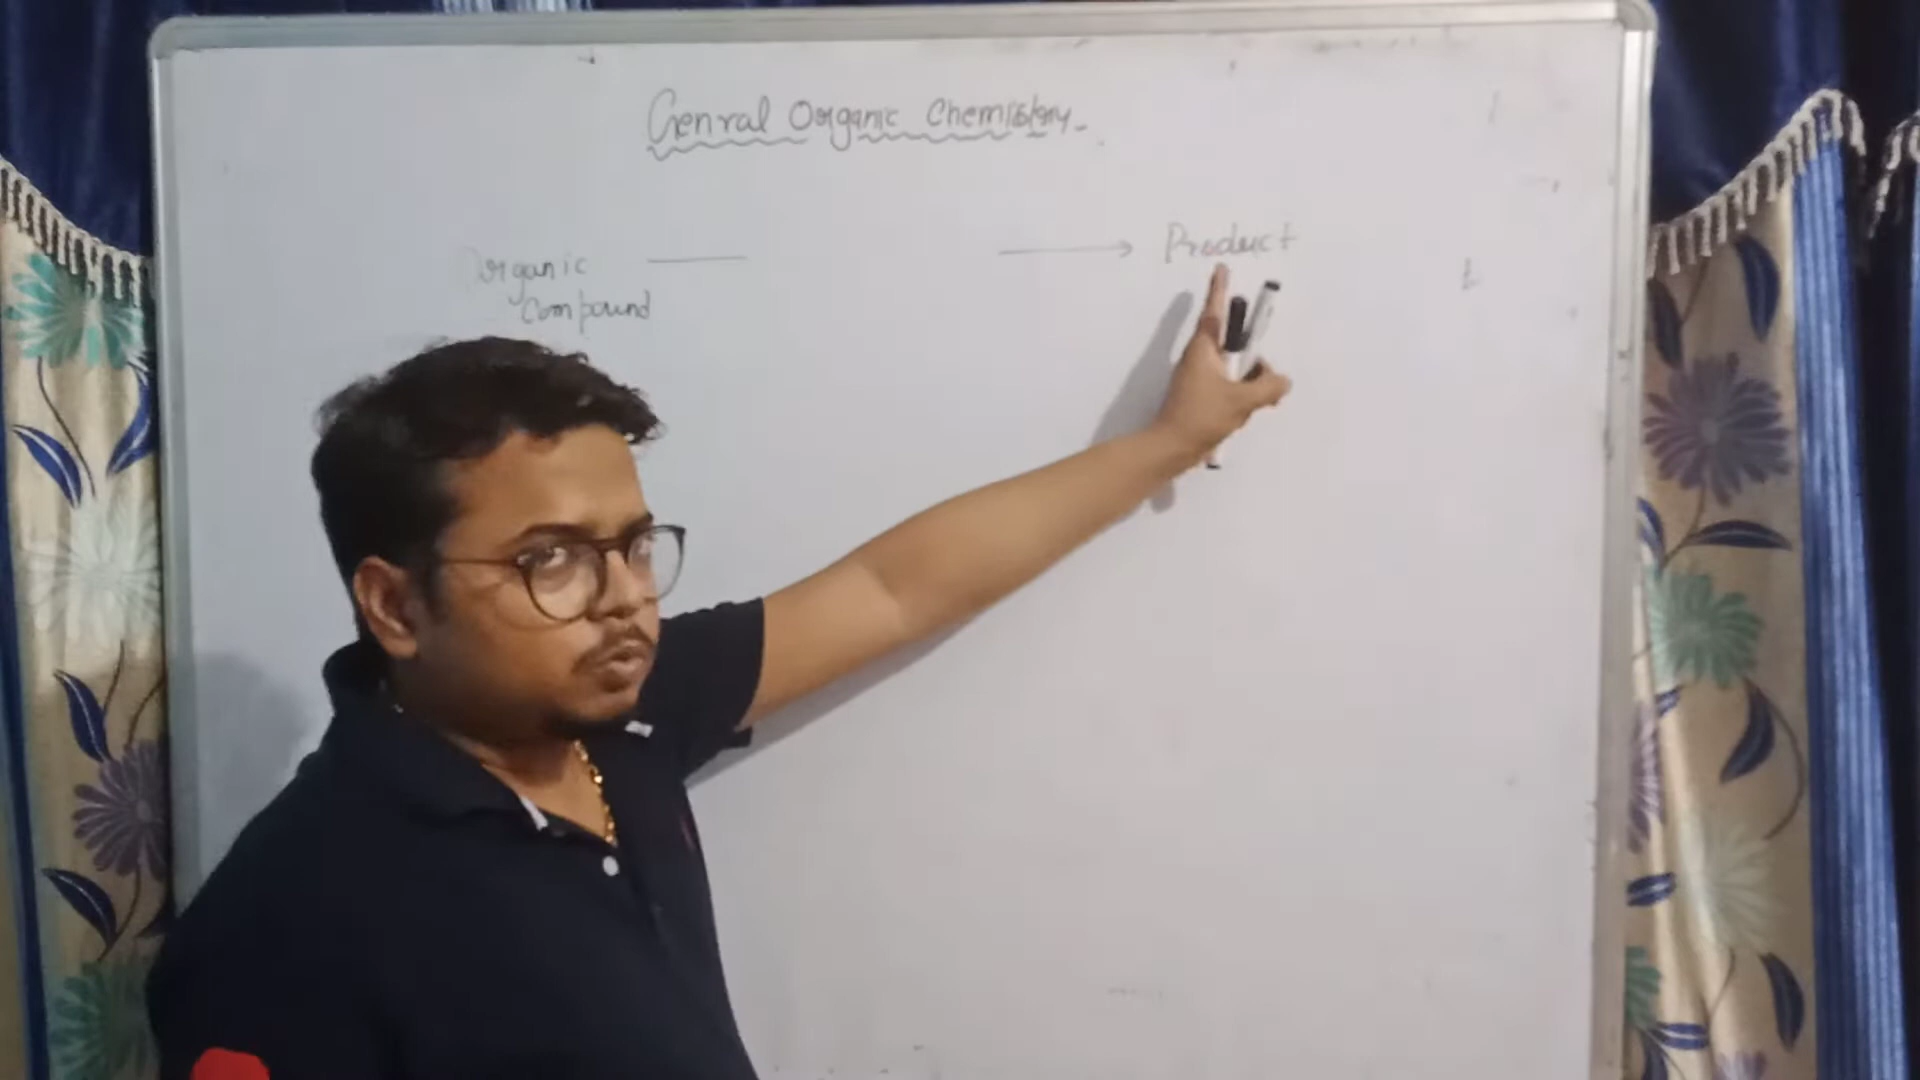 Genral Organic Chemistry
Organic → Product
Compound